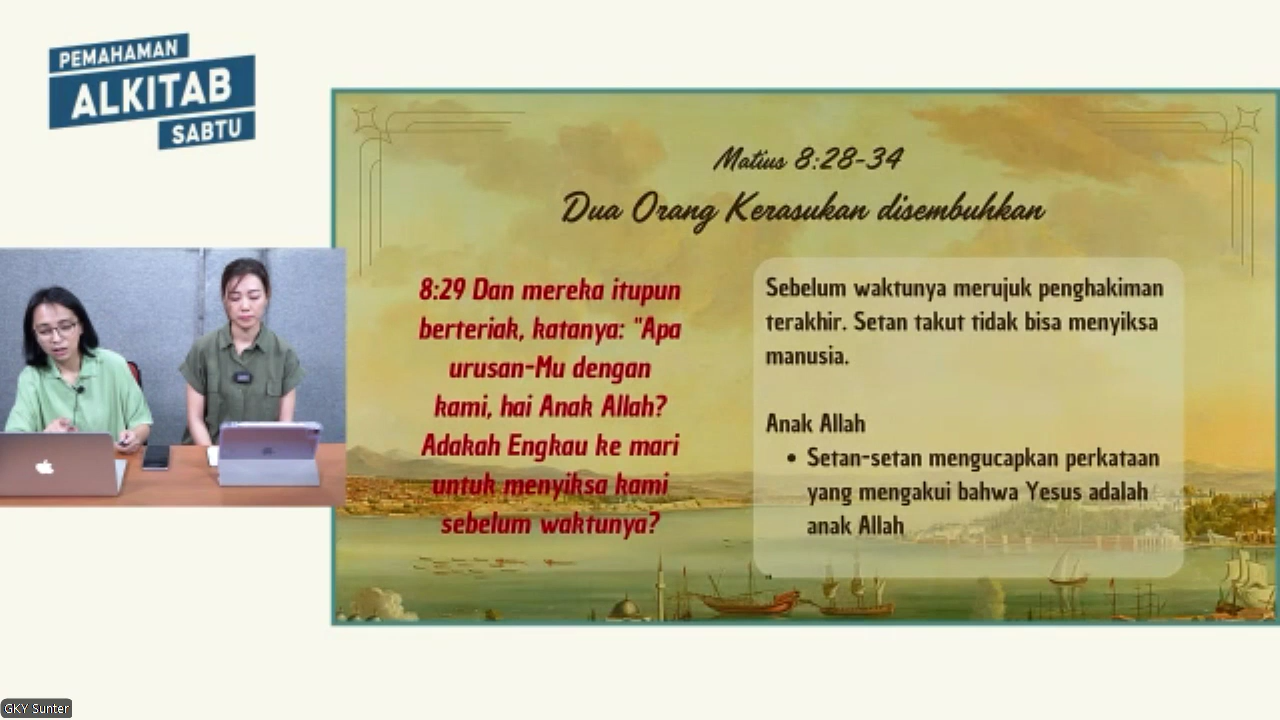 PEMAHAMAN
ALKITAB
SABTU
Matius 8:28-34
Dua Orang Kerasukan disembuhkan
8:29 Dan mereka itupun
berteriak, katanya: "Apa
urusan-Mu dengan
kami, hai Anak Allah?
Adakah Engkau ke mari
untuk menyiksa kami
sebelum waktunya?
Sebelum waktunya merujuk penghakiman
terakhir. Setan takut tidak bisa menyiksa
manusia.
Anak Allah
• Setan-setan mengucapkan perkataan
yang mengakui bahwa Yesus adalah
anak Allah
"
GKY Sunter